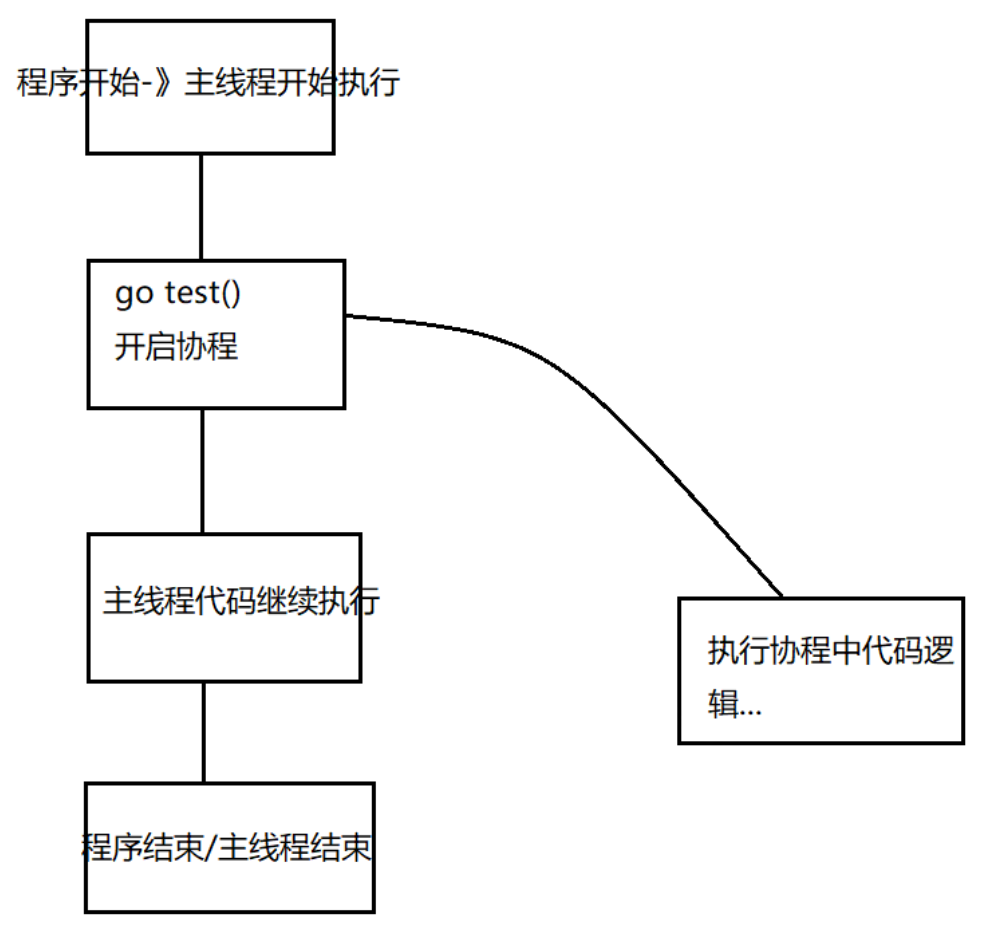 程序开始-》主线程开始执行
go test()
开启协程
主线程代码继续执行
执行协程中代码逻
辑...
程序结束/主线程结束